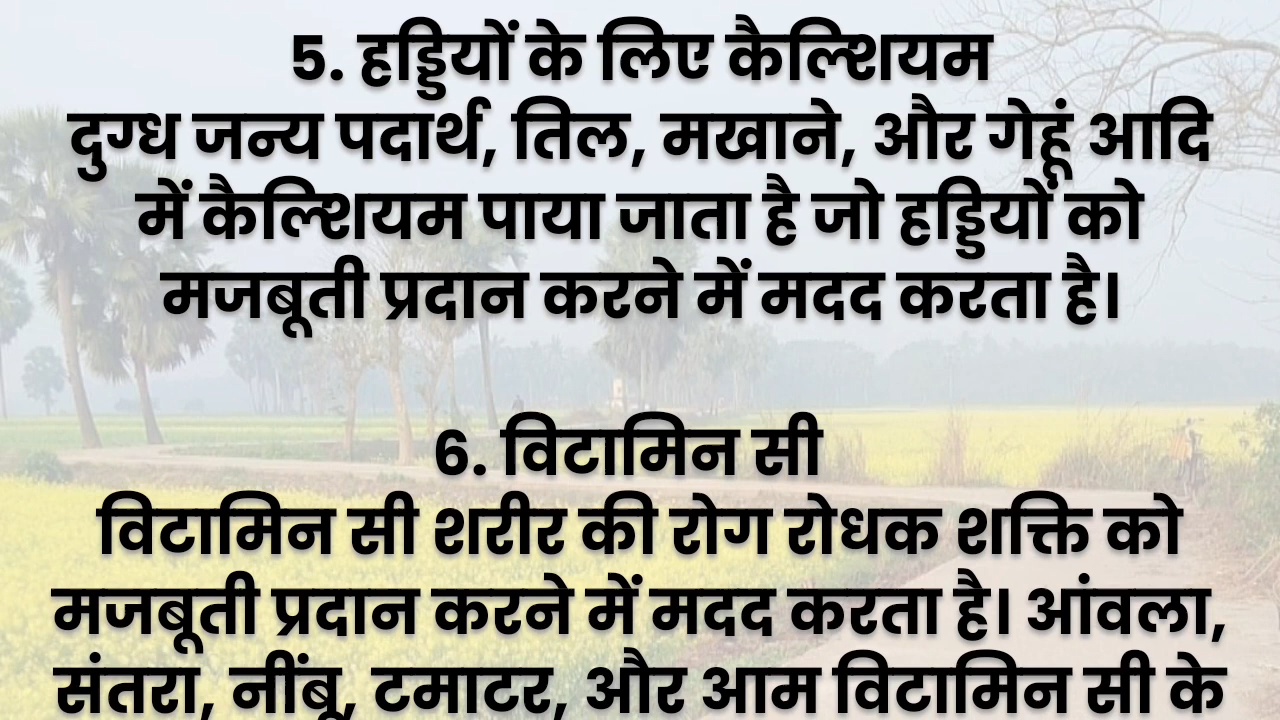 5. हड्डियों के लिए कैल्शियम
दुग्ध जन्य पदार्थ, तिल, मखाने, और गेहूं आदि
में कैल्शियम पाया जाता है जो हड्डियों को
मजबूती प्रदान करने में मदद करता है।
6. विटामिन सी
विटामिन सी शरीर की रोग रोधक शक्ति को
मजबूती प्रदान करने में मदद करता है। आंवला,
संतरा, नींबू, टमाटर, और आम विटामिन सी के